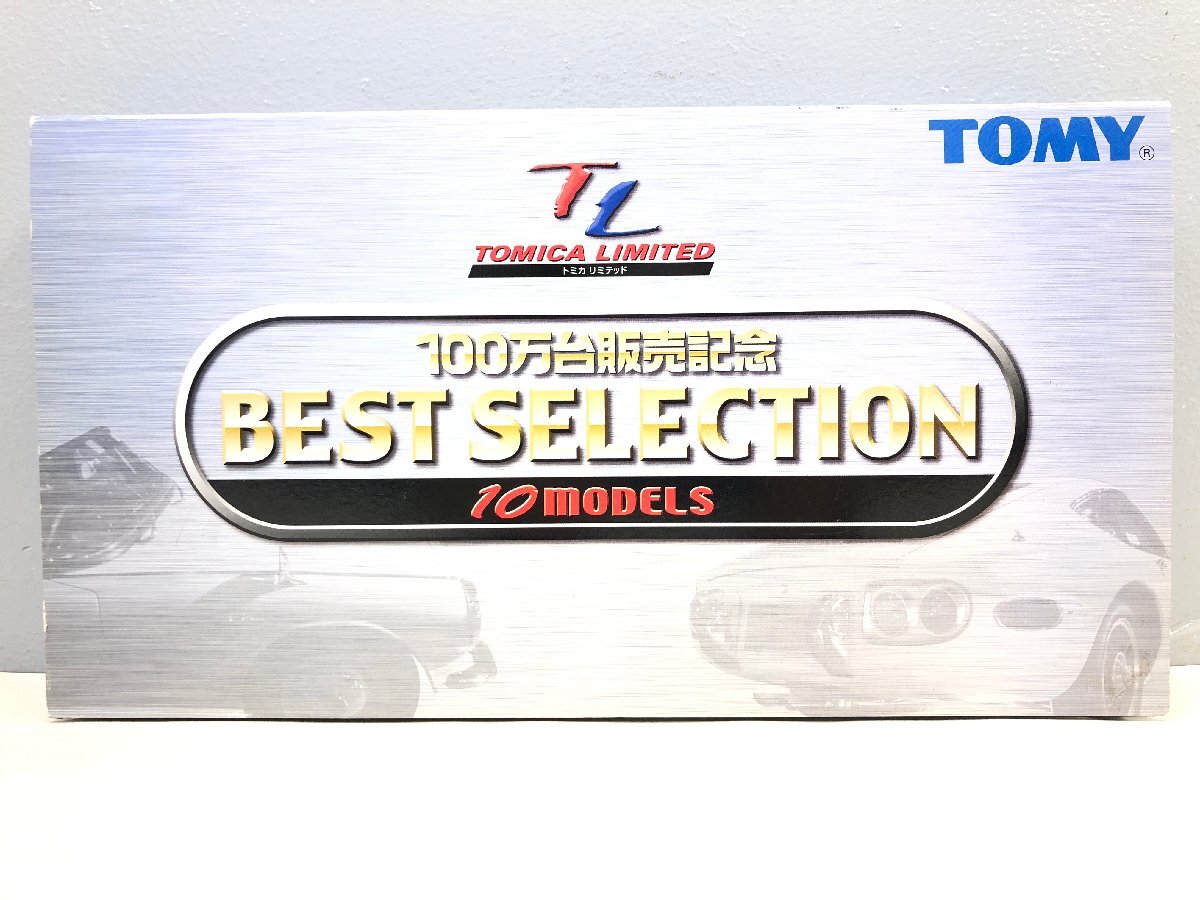 TOMY®
TL
TOMICA LIMITED
トミカ リミテッド
100万台販売記念
BEST SELECTION
10 MODELS